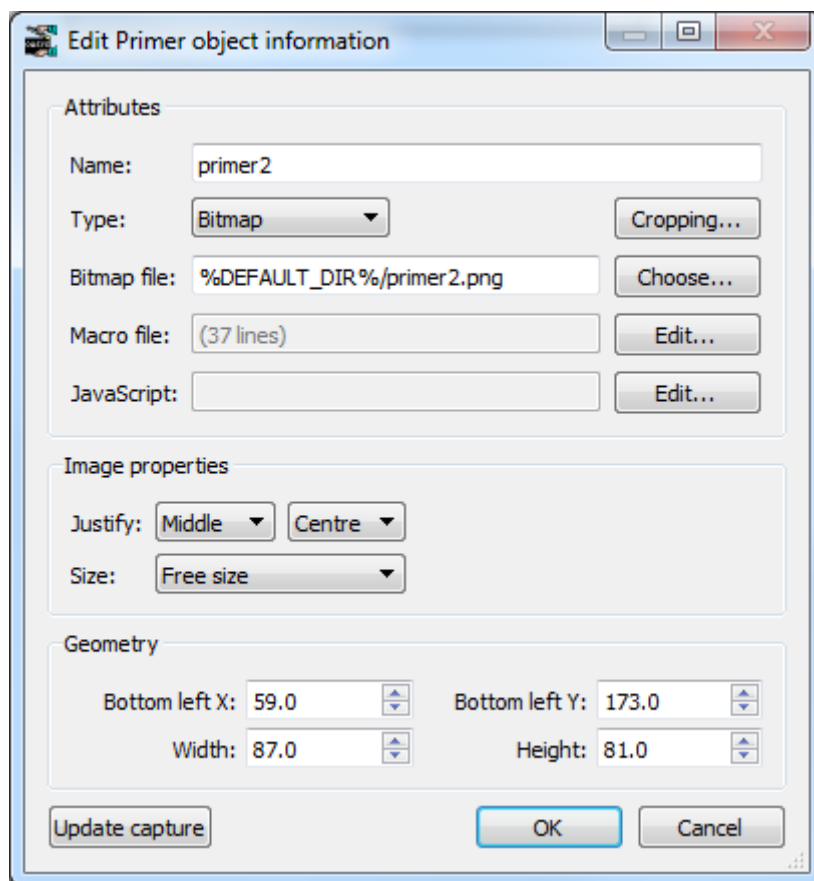 Edit Primer object information
Attributes
Name: primer2
Type: Bitmap Cropping...
Bitmap file: %DEFAULT_DIR%/primer2.png Choose...
Macro file: (37 lines) Edit...
JavaScript: Edit...
Image properties
Justify: Middle Centre
Size: Free size
Geometry
Bottom left X: 59.0 Bottom left Y: 173.0
Width: 87.0 Height: 81.0
Update capture OK Cancel